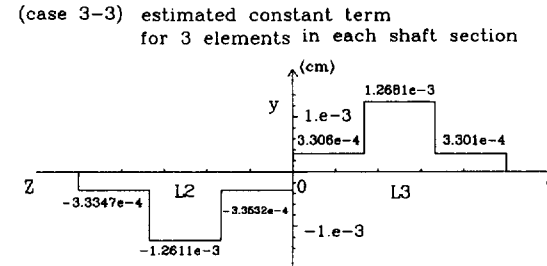 (case 3-3) estimated constant term
for 3 elements in each shaft section
(cm)
1.2681e-3
y
1.e-3
3.306e-4
3.301e-4
Z
L2
0
L3
-3.3347e-4
-3.3532e-4
-1.e-3
-1.2611e-3